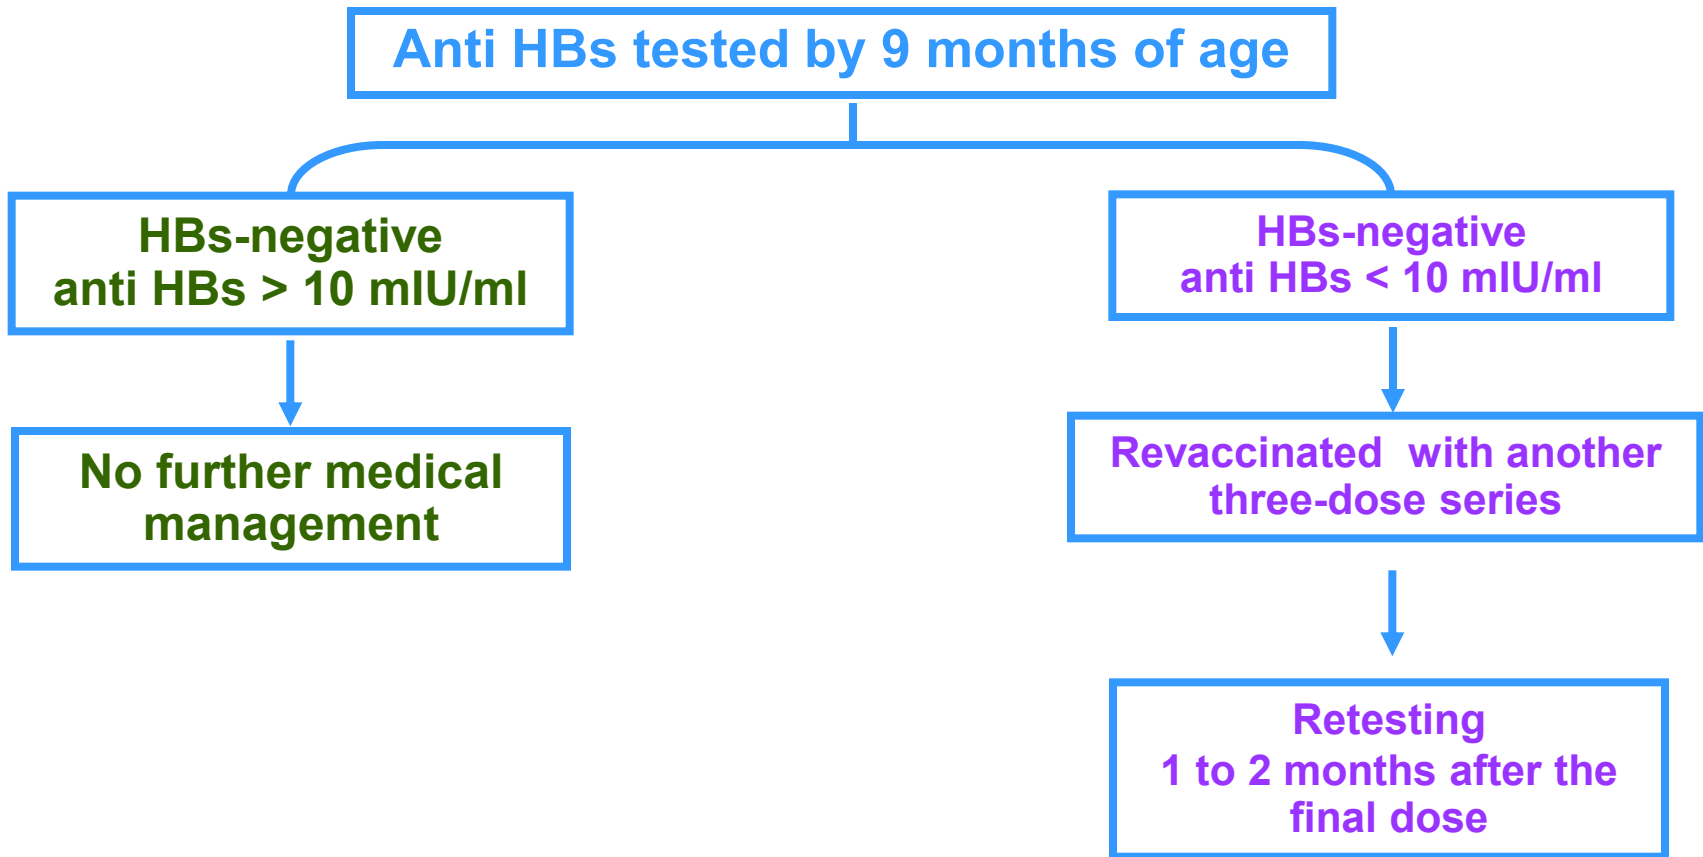 Anti HBs tested by 9 months of age
HBs-negative
anti HBs > 10 mIU/ml
HBs-negative
anti HBs < 10 mIU/ml
No further medical
management
Revaccinated with another
three-dose series
Retesting
1 to 2 months after the
final dose